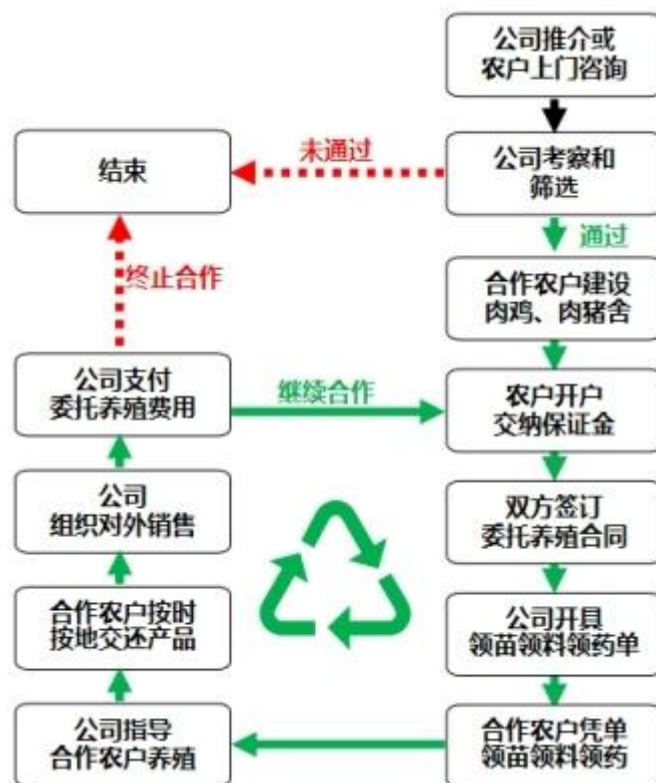 公司推介或
农户上门咨询
公司考察和
筛选
未通过
结束
通过
合作农户建设
肉鸡、肉猪舍
终止合作
农户开户
交纳保证金
继续合作
公司支付
委托养殖费用
双方签订
委托养殖合同
公司
组织对外销售
公司开具
领苗领料领药单
合作农户按时
按地交还产品
合作农户凭单
领苗领料领药
公司指导
合作农户养殖